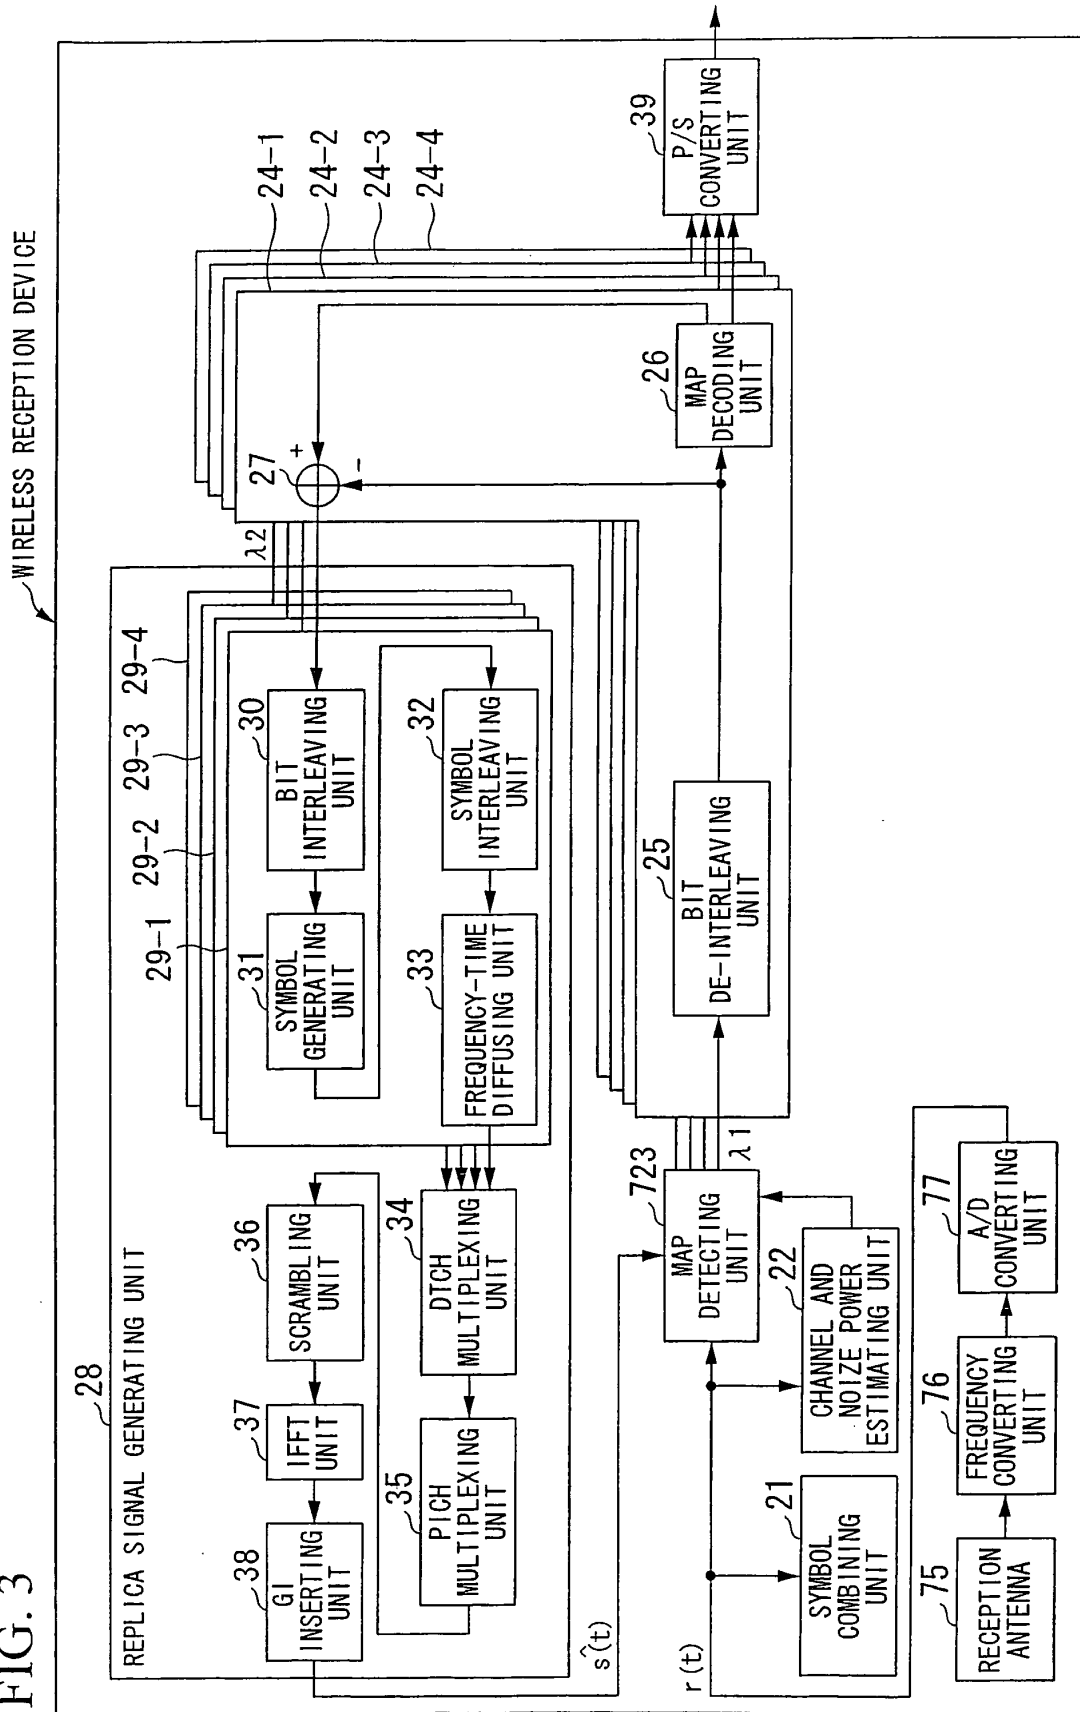 FIG. 3
WIRELESS RECEPTION DEVICE
28
REPLICA SIGNAL GENERATING UNIT
38
GI
INSERTING
UNIT
37
IFFT
UNIT
36
SCRAMBLING
UNIT
35
PICH
MULTIPLEXING
UNIT
34
DTCH
MULTIPLEXING
UNIT
29-1
29-2
29-3
29-4
31
SYMBOL
GENERATING
UNIT
30
BIT
INTERLEAVING
UNIT
33
FREQUENCY-TIME
DIFFUSING UNIT
32
SYMBOL
INTERLEAVING
UNIT
λ2
27
+
-
24-1
24-2
24-3
24-4
ŝ(t)
r(t)
723
MAP
DETECTING
UNIT
λ1
25
BIT
DE-INTERLEAVING
UNIT
26
MAP
DECODING
UNIT
39
P/S
CONVERTING
UNIT
21
SYMBOL
COMBINING
UNIT
22
CHANNEL AND
NOIZE POWER
ESTIMATING UNIT
75
RECEPTION
ANTENNA
76
FREQUENCY
CONVERTING
UNIT
77
A/D
CONVERTING
UNIT